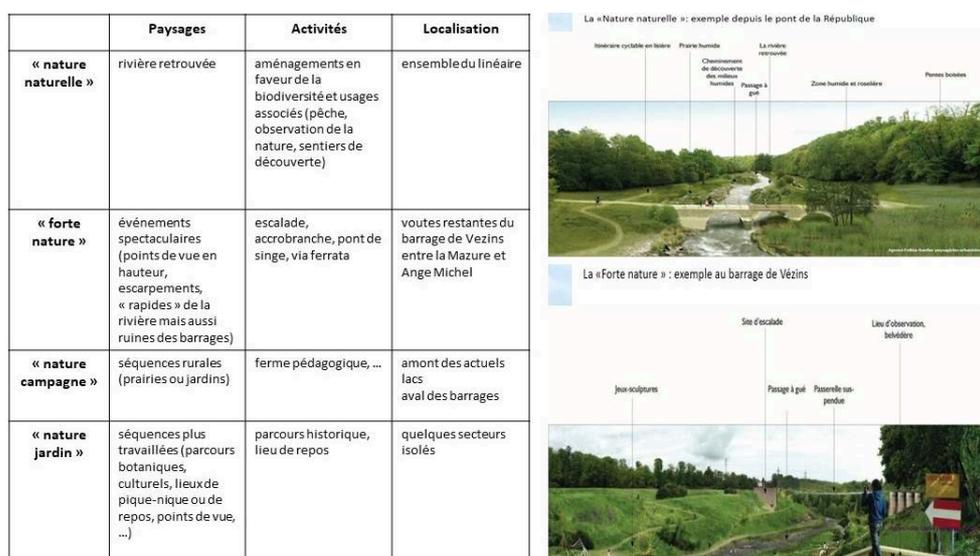 Paysages
Activités
Localisation
« nature
naturelle »
rivière retrouvée
aménagements en
faveur de la
biodiversité et usages
associés (pêche,
observation de la
nature, sentiers de
découverte)
ensemble du linéaire
« forte
nature »
événements
spectaculaires
(points de vue en
hauteur,
escarpements,
« rapides » de la
rivière mais aussi
ruines des barrages)
escalade,
accrobranche, pont de
singe, via ferrata
voutes restantes du
barrage de Vezins
entre la Mazure et
Ange Michel
« nature
campagne »
séquences rurales
(prairies ou jardins)
ferme pédagogique, ...
amont des actuels
lacs
aval des barrages
« nature
jardin »
séquences plus
travaillées (parcours
botaniques,
culturels, lieux de
pique-nique ou de
repos, points de vue,
...)
parcours historique,
lieu de repos
quelques secteurs
isolés
La «Nature naturelle »: exemple depuis le pont de la République
Itinéraire cyclable en lisière
Prairie humide
Cheminement
de découverte
des milieux
humides
Passage à
gué
La rivière
retrouvée
Zone humide et roselière
Pentes boisées
La «Forte nature » : exemple au barrage de Vézins
Jeux-sculptures
Site d'escalade
Passage à gué
Passerelle sus-
pendue
Lieu d'observation,
belvédère